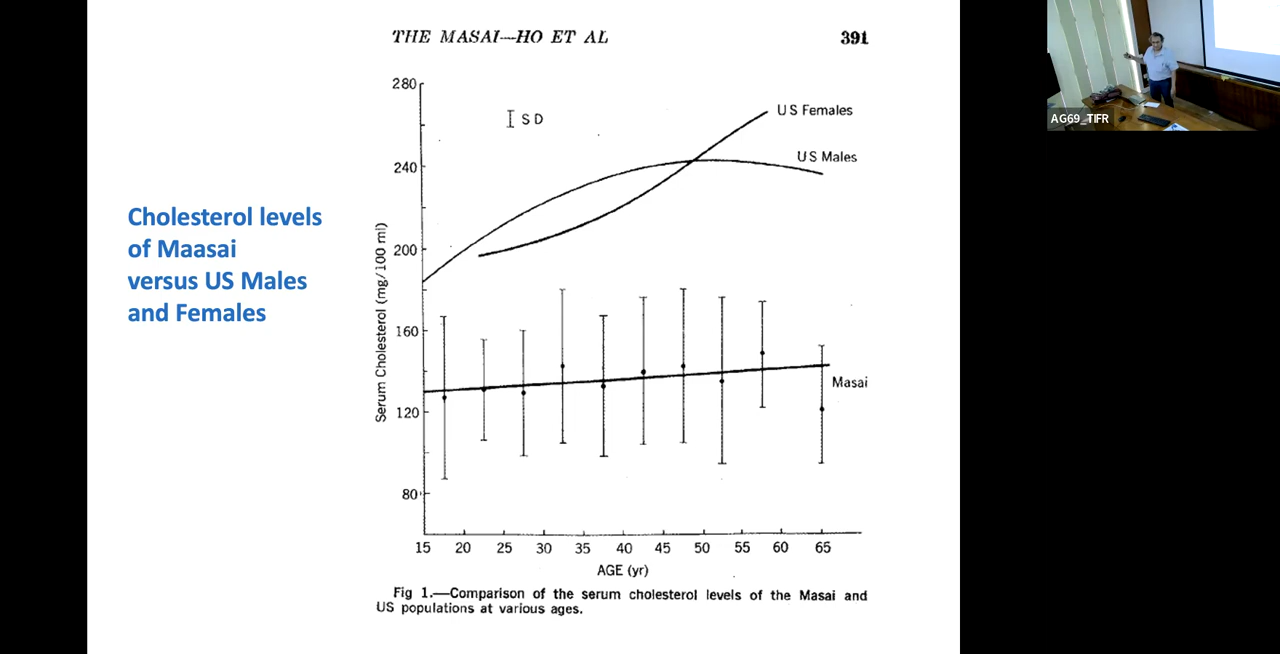 THE MASAI—HO ET AL 391
Cholesterol levels
of Maasai
versus US Males
and Females
Serum Cholesterol (mg/100 ml)
280
240
200
160
120
80
SD
US Females
US Males
Masai
15 20 25 30 35 40 45 50 55 60 65
AGE (yr)
Fig 1.—Comparison of the serum cholesterol levels of the Masai and
US populations at various ages.
AG69_TIFR